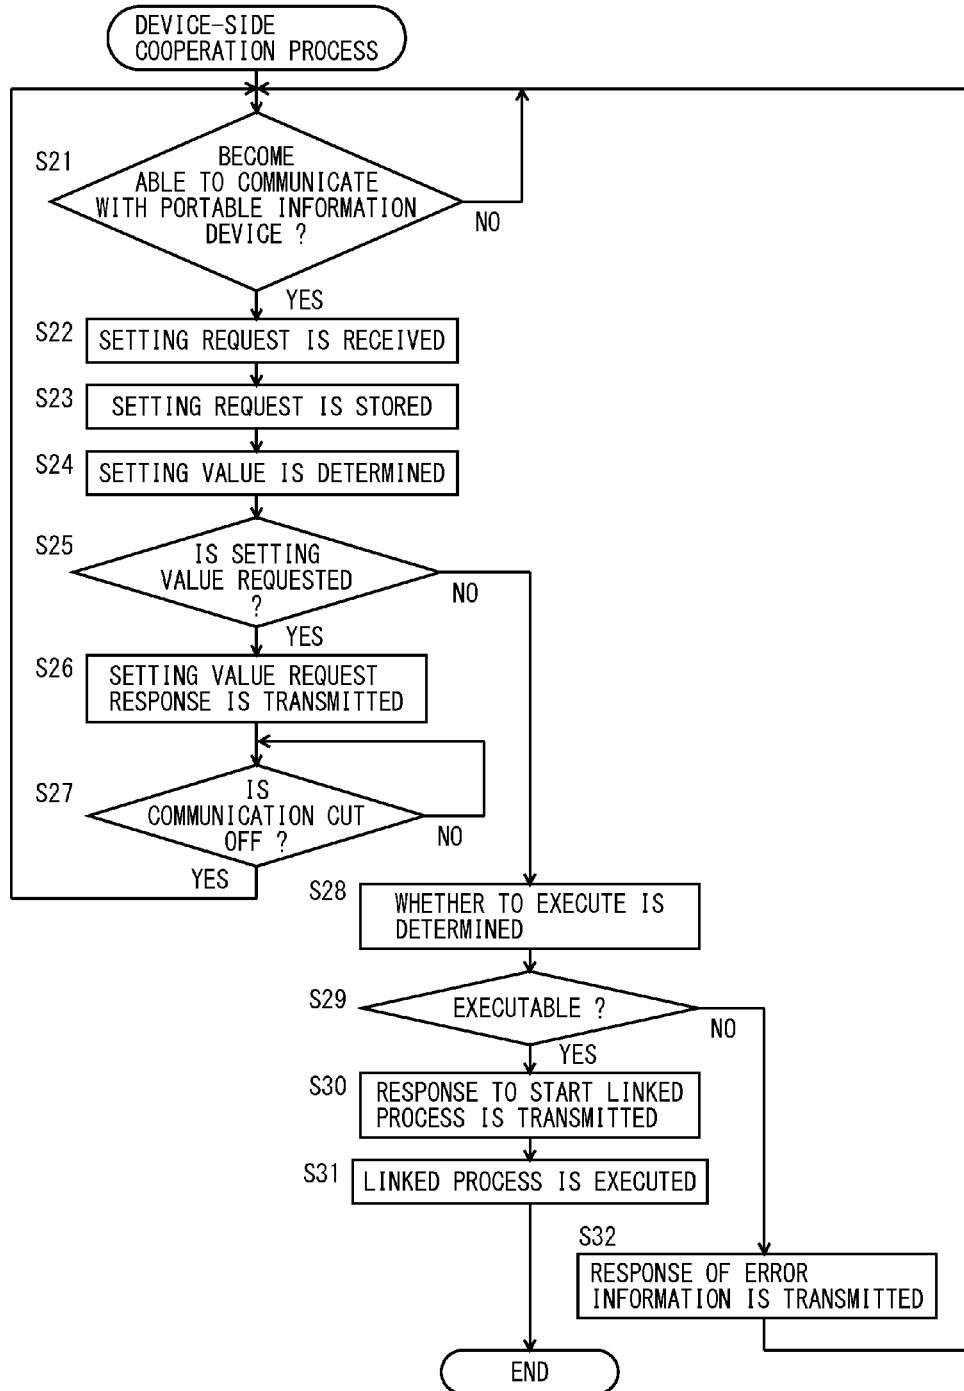 DEVICE-SIDE
COOPERATION PROCESS
S21
BECOME
ABLE TO COMMUNICATE
WITH PORTABLE INFORMATION
DEVICE ?
NO
YES
S22
SETTING REQUEST IS RECEIVED
S23
SETTING REQUEST IS STORED
S24
SETTING VALUE IS DETERMINED
S25
IS SETTING
VALUE REQUESTED
?
NO
YES
S26
SETTING VALUE REQUEST
RESPONSE IS TRANSMITTED
S27
IS
COMMUNICATION CUT
OFF ?
NO
YES
S28
WHETHER TO EXECUTE IS
DETERMINED
S29
EXECUTABLE ?
NO
YES
S30
RESPONSE TO START LINKED
PROCESS IS TRANSMITTED
S31
LINKED PROCESS IS EXECUTED
S32
RESPONSE OF ERROR
INFORMATION IS TRANSMITTED
END